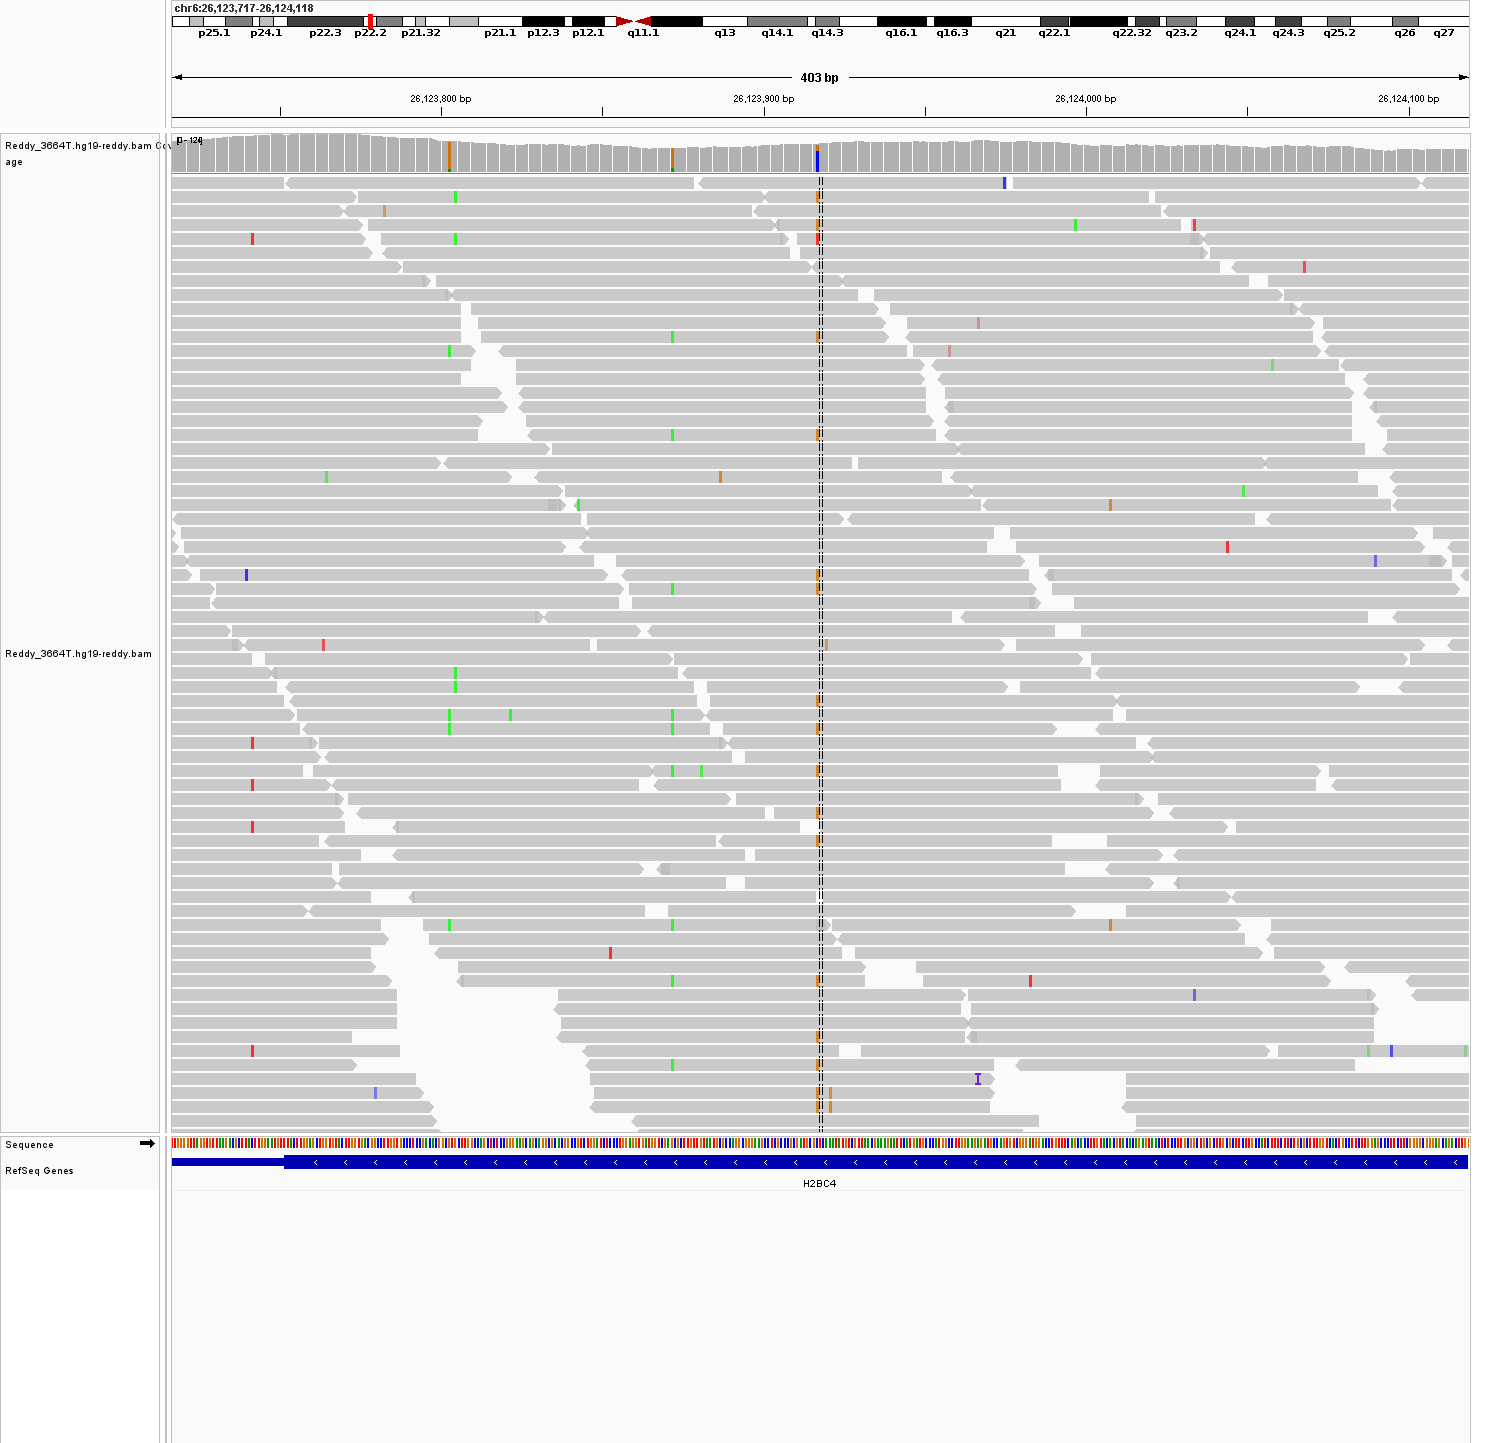 chr6:26,123,717-26,124,118
p25.1 p24.1 p22.3 p22.2 p21.32 p21.1 p12.3 p12.1 q11.1 q13 q14.1 q14.3 q16.1 q16.3 q21 q22.1 q22.32 q23.2 q24.1 q24.3 q25.2 q26 q27
403 bp
26,123,800 bp 26,123,900 bp 26,124,000 bp 26,124,100 bp
Reddy_3664T.hg19-reddy.bam
age
Reddy_3664T.hg19-reddy.bam
I
Sequence
RefSeq Genes
H2BC4